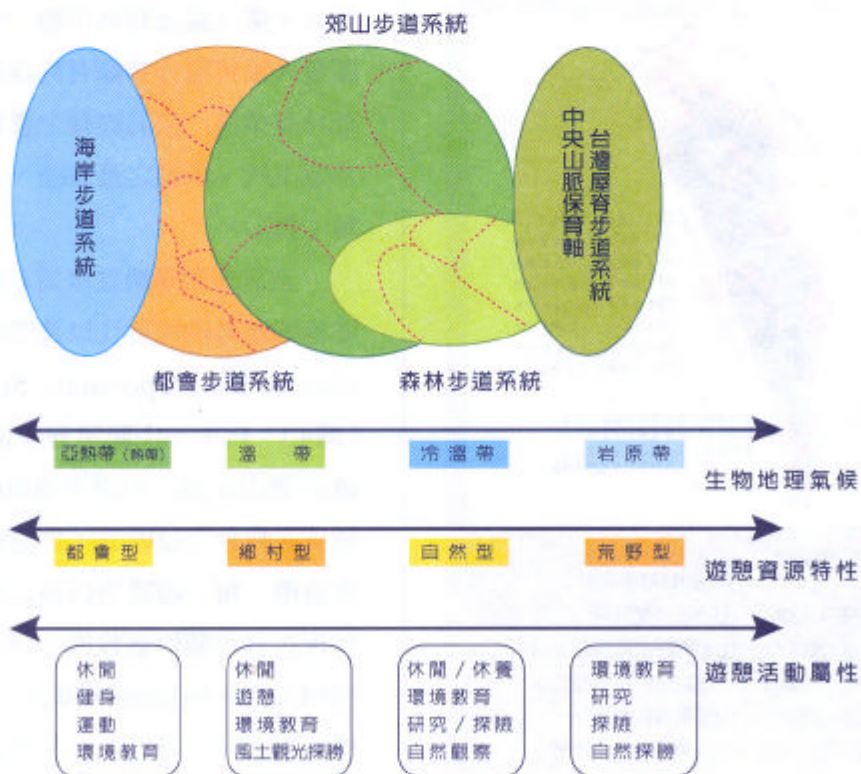 郊山步道系統
海岸步道系統
台灣屋脊步道系統
中央山脈保育軸
都會步道系統
森林步道系統
亞熱帶(熱帶)
溫帶
冷溫帶
岩原帶
生物地理氣候
都會型
鄉村型
自然型
荒野型
遊憩資源特性
休閒
健身
運動
環境教育
休閒
遊憩
環境教育
風土觀光探勝
休閒/休養
環境教育
研究/探險
自然觀察
環境教育
研究
探險
自然探勝
遊憩活動屬性